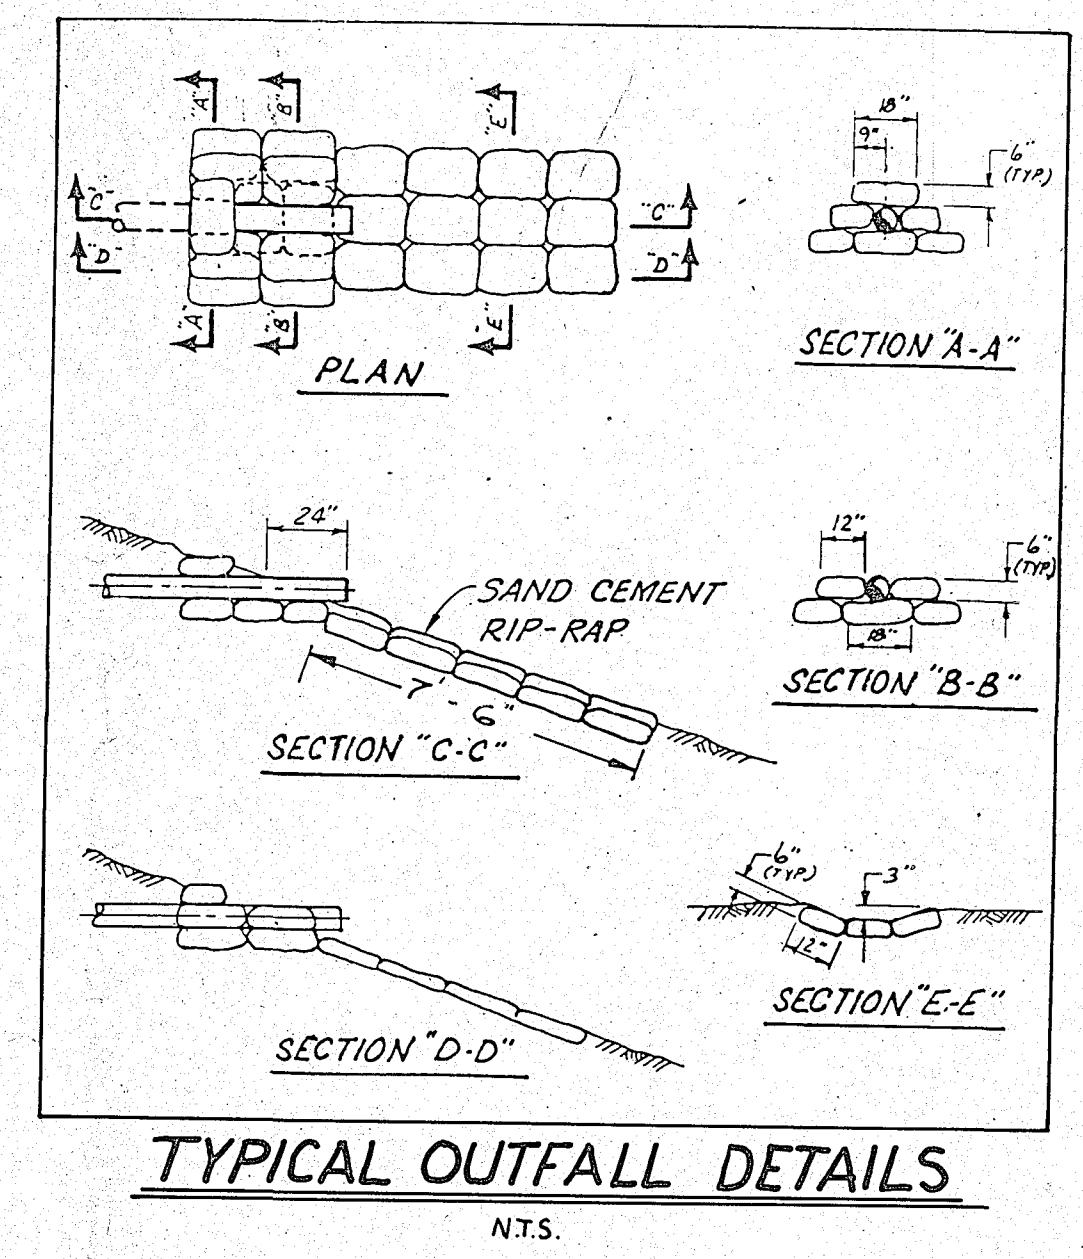 "A" "B" "E"
"C" "C"
"D" "D"
"A" "B" "E"
PLAN
18"
9"
6"
(TYP.)
SECTION "A-A"
24"
SAND CEMENT
RIP-RAP
7'-6"
SECTION "C-C"
12"
6"
(TYP)
18"
SECTION "B-B"
SECTION "D-D"
6"
(TYP.)
3"
12"
SECTION "E-E"
TYPICAL OUTFALL DETAILS
N.T.S.